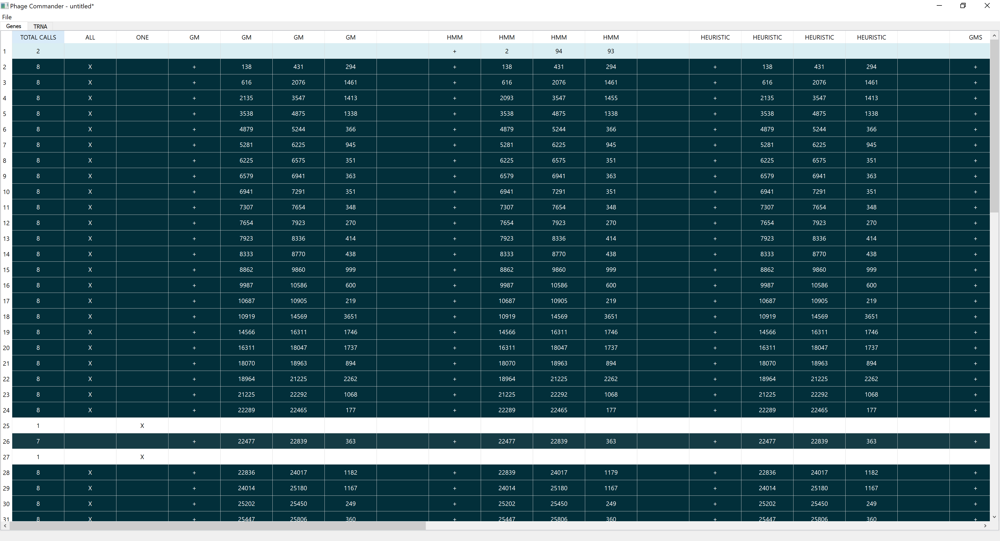 Phage Commander - untitled*
File
Genes TRNA
TOTAL CALLS ALL ONE GM GM GM GM HMM HMM HMM HMM HEURISTIC HEURISTIC HEURISTIC HEURISTIC GMS
1 2 + 2 94 93
2 8 X + 138 431 294 + 138 431 294 + 138 431 294 +
3 8 X + 616 2076 1461 + 616 2076 1461 + 616 2076 1461 +
4 8 X + 2135 3547 1413 + 2093 3547 1455 + 2135 3547 1413 +
5 8 X + 3538 4875 1338 + 3538 4875 1338 + 3538 4875 1338 +
6 8 X + 4879 5244 366 + 4879 5244 366 + 4879 5244 366 +
7 8 X + 5281 6225 945 + 5281 6225 945 + 5281 6225 945 +
8 8 X + 6225 6575 351 + 6225 6575 351 + 6225 6575 351 +
9 8 X + 6579 6941 363 + 6579 6941 363 + 6579 6941 363 +
10 8 X + 6941 7291 351 + 6941 7291 351 + 6941 7291 351 +
11 8 X + 7307 7654 348 + 7307 7654 348 + 7307 7654 348 +
12 8 X + 7654 7923 270 + 7654 7923 270 + 7654 7923 270 +
13 8 X + 7923 8336 414 + 7923 8336 414 + 7923 8336 414 +
14 8 X + 8333 8770 438 + 8333 8770 438 + 8333 8770 438 +
15 8 X + 8862 9860 999 + 8862 9860 999 + 8862 9860 999 +
16 8 X + 9987 10586 600 + 9987 10586 600 + 9987 10586 600 +
17 8 X + 10687 10905 219 + 10687 10905 219 + 10687 10905 219 +
18 8 X + 10919 14569 3651 + 10919 14569 3651 + 10919 14569 3651 +
19 8 X + 14566 16311 1746 + 14566 16311 1746 + 14566 16311 1746 +
20 8 X + 16311 18047 1737 + 16311 18047 1737 + 16311 18047 1737 +
21 8 X + 18070 18963 894 + 18070 18963 894 + 18070 18963 894 +
22 8 X + 18964 21225 2262 + 18964 21225 2262 + 18964 21225 2262 +
23 8 X + 21225 22292 1068 + 21225 22292 1068 + 21225 22292 1068 +
24 8 X + 22289 22465 177 + 22289 22465 177 + 22289 22465 177 +
25 1 X
26 7 + 22477 22839 363 + 22477 22839 363 + 22477 22839 363 +
27 1 X
28 8 X + 22836 24017 1182 + 22839 24017 1179 + 22836 24017 1182 +
29 8 X + 24014 25180 1167 + 24014 25180 1167 + 24014 25180 1167 +
30 8 X + 25202 25450 249 + 25202 25450 249 + 25202 25450 249 +
31 8 X + 25447 25806 360 + 25447 25806 360 + 25447 25806 360 +